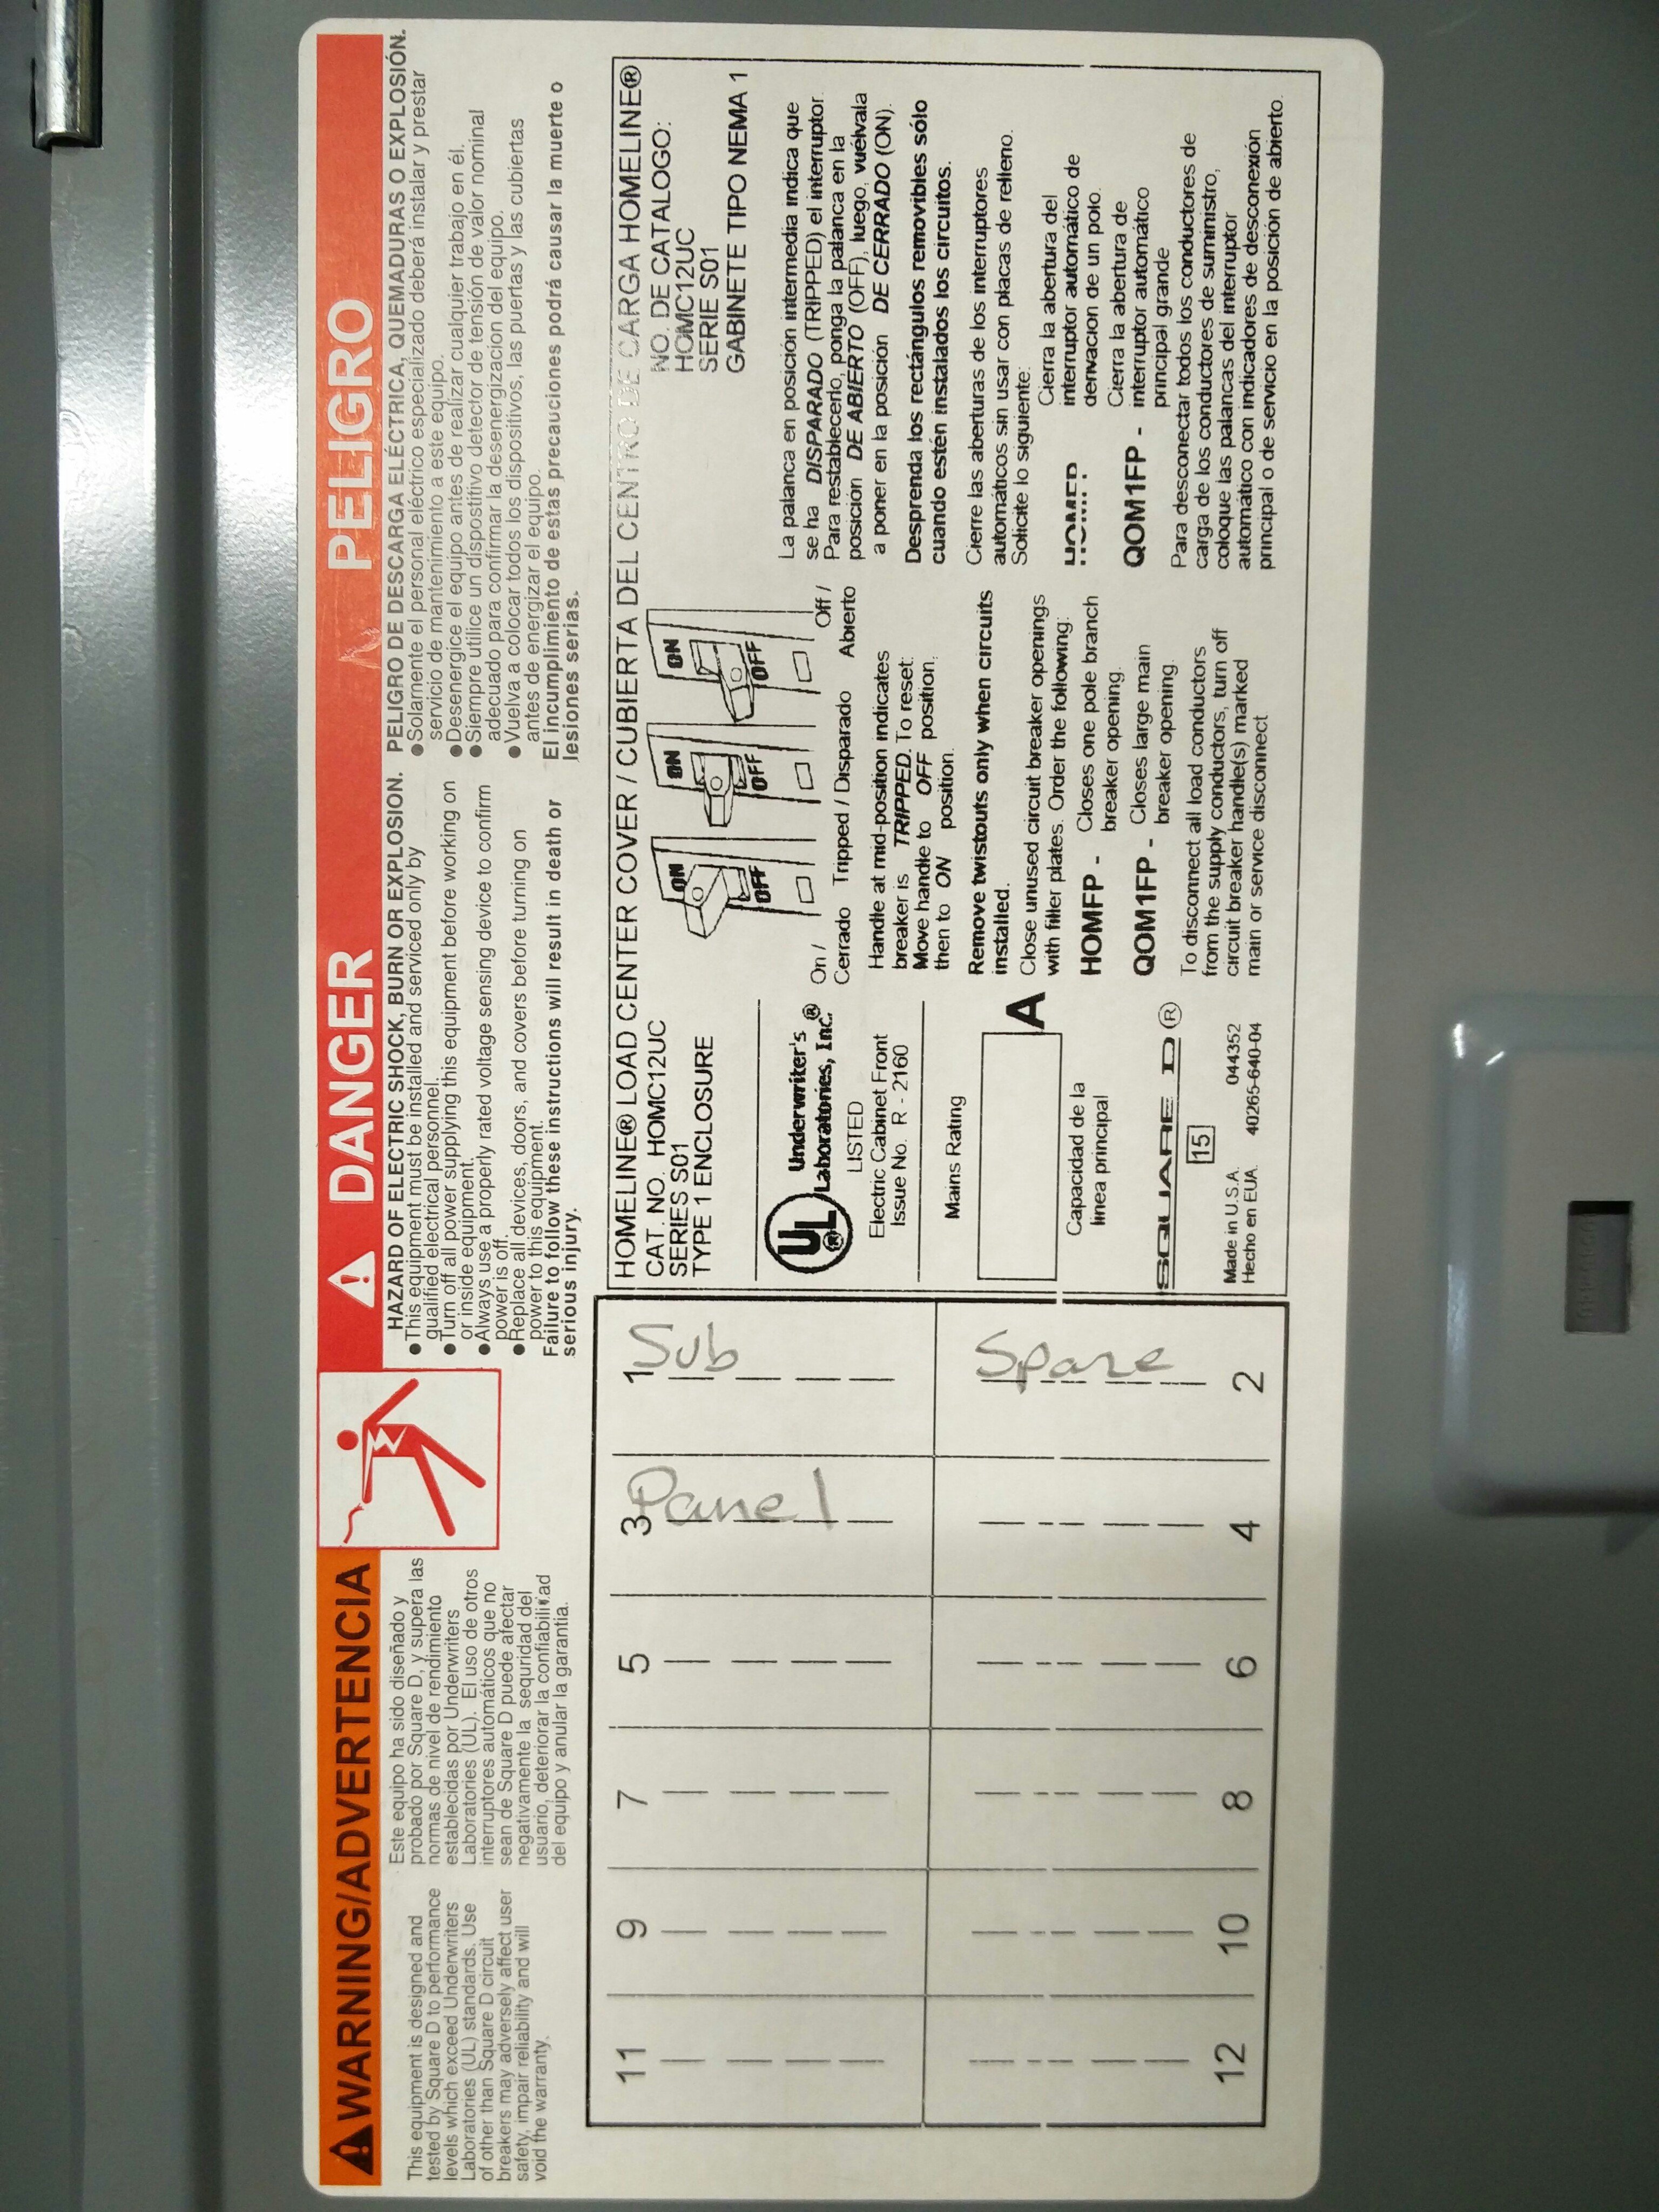 WARNING/ADVERTENCIA
This equipment is designed and
tested by Square D to performance
levels which exceed Underwriters
Laboratories (UL) standards. Use
of other than Square D circuit
breakers may adversely affect user
safety, impair reliability and will
void the warranty.
Este equipo ha sido diseñado y
probado por Square D, y supera las
normas de nivel de rendimiento
establecidas por Underwriters
Laboratories (UL). El uso de otros
interruptores automáticos que no
sean de Square D puede afectar
negativamente la sequridad del
usuario, deteriorar la confiabilidad
del equipo y anular la garantia.
DANGER
HAZARD OF ELECTRIC SHOCK, BURN OR EXPLOSION.
●This equipment must be installed and serviced only by
qualified electrical personnel.
●Turn off all power supplying this equipment before working on
or inside equipment.
●Always use a properly rated voltage sensing device to confirm
power is off.
●Replace all devices, doors, and covers before turning on
power to this equipment.
Failure to follow these instructions will result in death or
serious injury.
PELIGRO
PELIGRO DE DESCARGA ELÉCTRICA, QUEMADURAS O EXPLOSIÓN.
●Solamente el personal eléctrico especializado deberá instalar y prestar
servicio de mantenimiento a este equipo.
●Desenergice el equipo antes de realizar cualquier trabajo en él.
●Siempre utilice un dispositivo detector de tensión de valor nominal
adecuado para confirmar la desenergizacion del equipo.
●Vuelva a colocar todos los dispositivos, las puertas y las cubiertas
antes de energizar el equipo.
El incumplimiento de estas precauciones podrá causar la muerte o
lesiones serias.
11
9
7
5
3 Panel
1 Sub
12
10
8
6
4
2 Spare
HOMELINE® LOAD CENTER COVER / CUBIERTA DEL CENTRO DE CARGA HOMELINE®
CAT. NO. HOMC12UC
SERIES S01
TYPE 1 ENCLOSURE
UL® Underwriter's
Laboratories, Inc.®
LISTED
Electric Cabinet Front
Issue No. R - 2160
Mains Rating
A
Capacidad de la
linea principal
SQUARE D®
15
Made in U.S.A. 044352
Hecho en EUA. 40265-640-04
ON OFF
ON OFF
ON OFF
On / Tripped / Disparado Off /
Cerrado Abierto
Handle at mid-position indicates
breaker is TRIPPED. To reset:
Move handle to OFF position,
then to ON position.
Remove twistouts only when circuits
installed.
Close unused circuit breaker openings
with filler plates. Order the following:
HOMFP - Closes one pole branch
breaker opening.
QOM1FP - Closes large main
breaker opening.
To disconnect all load conductors
from the supply conductors, turn off
circuit breaker handle(s) marked
main or service disconnect
NO. DE CATALOGO:
HOMC12UC
SERIE S01
GABINETE TIPO NEMA 1
La palanca en posición intermedia indica que
se ha DISPARADO (TRIPPED) el interruptor.
Para restablecerlo, ponga la palanca en la
posición DE ABIERTO (OFF), luego, vuélvala
a poner en la posición DE CERRADO (ON).
Desprenda los rectángulos removibles sólo
cuando estén instalados los circuitos.
Cierre las aberturas de los interruptores
automáticos sin usar con placas de relleno.
Solicite lo siguiente:
Cierra la abertura del
interruptor automático de
derivacion de un polo.
QOM1FP - Cierra la abertura de
interruptor automático
principal grande
Para desconectar todos los conductores de
carga de los conductores de suministro,
coloque las palancas del interruptor
automático con indicadores de desconexión
principal o de servicio en la posición de abierto.